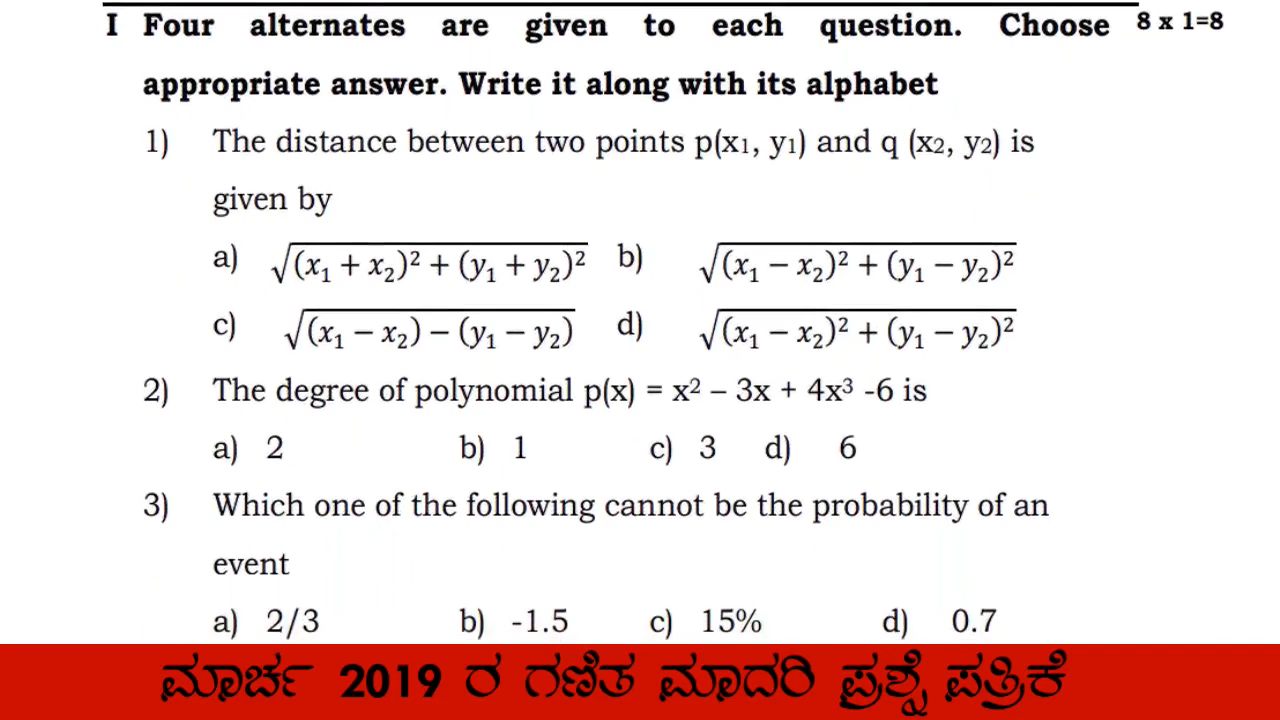 I Four alternates are given to each question. Choose 8 x 1=8
appropriate answer. Write it along with its alphabet
1) The distance between two points p(x₁, y₁) and q (x₂, y₂) is
given by
a) √(x₁ + x₂)² + (y₁ + y₂)² b) √(x₁ − x₂)² + (y₁ − y₂)²
c) √(x₁ − x₂) − (y₁ − y₂) d) √(x₁ − x₂)² + (y₁ − y₂)²
2) The degree of polynomial p(x) = x² – 3x + 4x³ -6 is
a) 2 b) 1 c) 3 d) 6
3) Which one of the following cannot be the probability of an
event
a) 2/3 b) -1.5 c) 15% d) 0.7
ಮಾರ್ಚ 2019 ರ ಗಣಿತ ಮಾದರಿ ಪ್ರಶ್ನೆ ಪತ್ರಿಕೆ